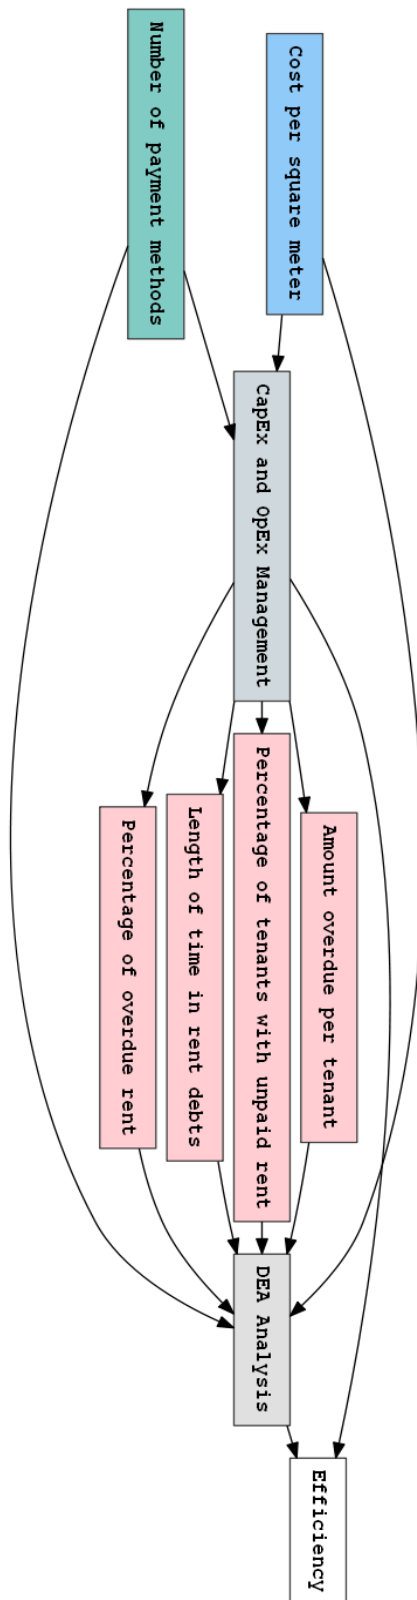 Cost per square meter
Number of payment methods
CapEx and OpEx Management
Amount overdue per tenant
Percentage of tenants with unpaid rent
Length of time in rent debts
Percentage of overdue rent
DEA Analysis
Efficiency